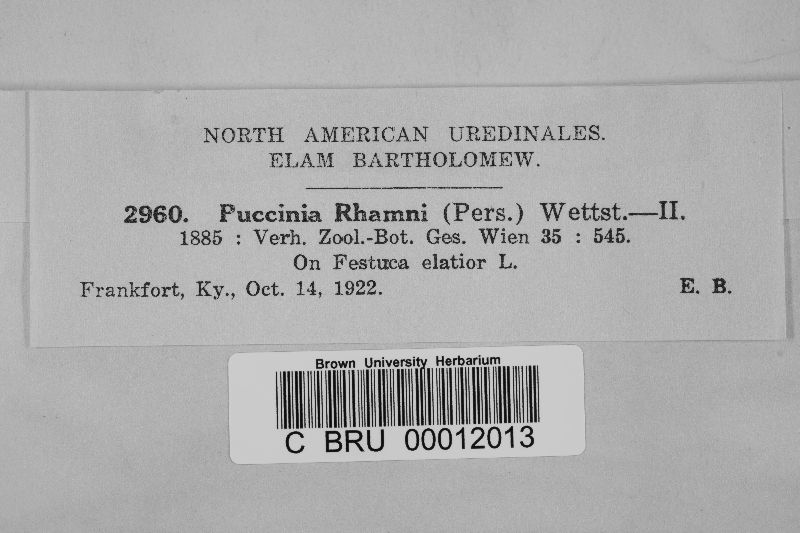 NORTH AMERICAN UREDINALES.
ELAM BARTHOLOMEW.
2960. Puccinia Rhamni (Pers.) Wettst.—II.
1885 : Verh. Zool.-Bot. Ges. Wien 35 : 545.
On Festuca elatior L.
Frankfort, Ky., Oct. 14, 1922. E. B.
Brown University Herbarium
C BRU 00012013